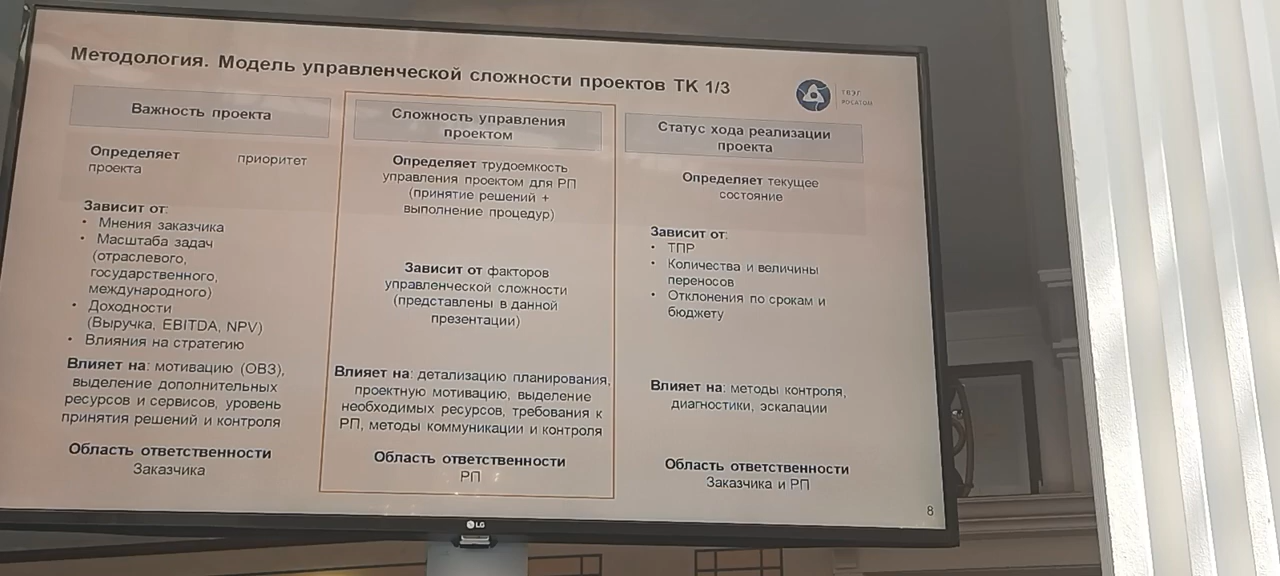 Методология. Модель управленческой сложности проектов ТК 1/3
ТВЭЛ
РОСАТОМ
Важность проекта
Определяет приоритет
проекта
Зависит от:
• Мнения заказчика
• Масштаба задач
(отраслевого,
государственного,
международного)
• Доходности
(Выручка, EBITDA, NPV)
• Влияния на стратегию
Влияет на: мотивацию (ОВЗ),
выделение дополнительных
ресурсов и сервисов, уровень
принятия решений и контроля
Область ответственности
Заказчика
Сложность управления
проектом
Определяет трудоемкость
управления проектом для РП
(принятие решений +
выполнение процедур)
Зависит от факторов
управленческой сложности
(представлены в данной
презентации)
Влияет на: детализацию планирования,
проектную мотивацию, выделение
необходимых ресурсов, требования к
РП, методы коммуникации и контроля
Область ответственности
РП
Статус хода реализации
проекта
Определяет текущее
состояние
Зависит от:
• ТПР
• Количества и величины
переносов
• Отклонения по срокам и
бюджету
Влияет на: методы контроля,
диагностики, эскалации
Область ответственности
Заказчика и РП
8
LG